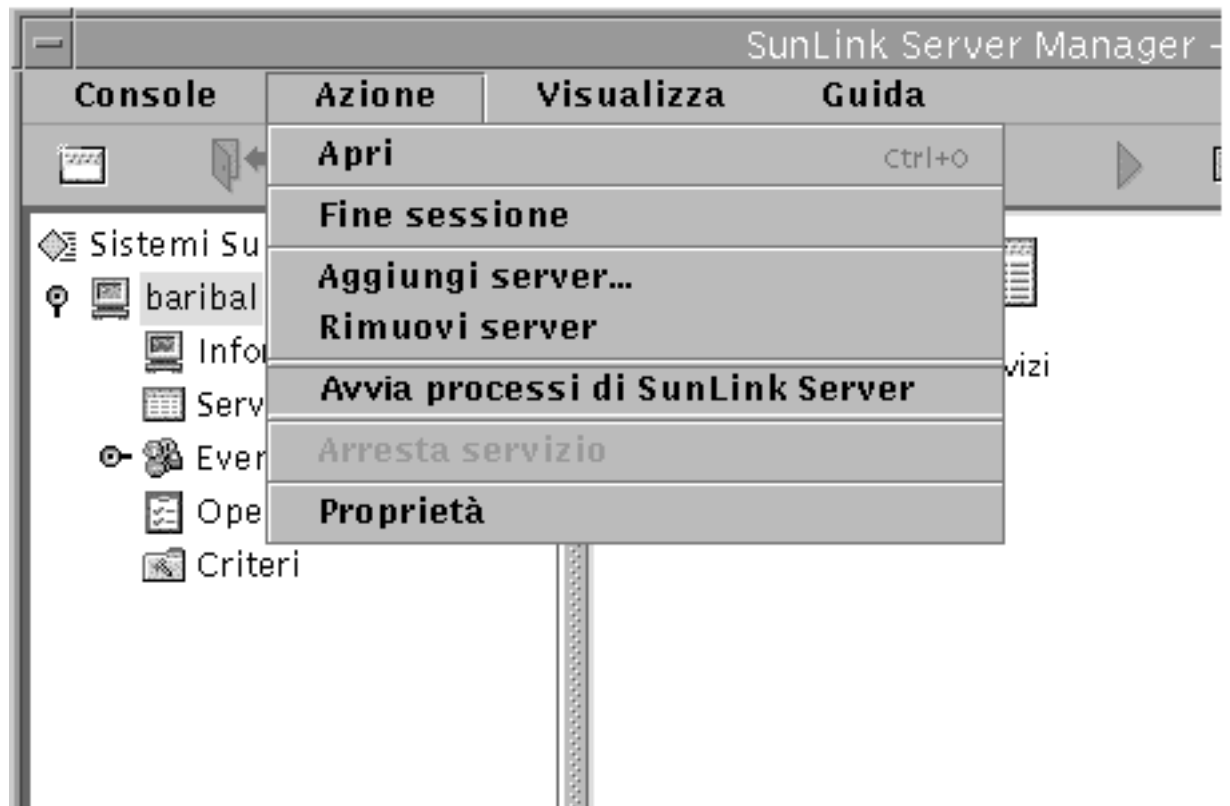 SunLink Server Manager -
Console Azione Visualizza Guida
Apri Ctrl+O
Fine sessione
Aggiungi server...
Rimuovi server
Avvia processi di SunLink Server
Arresta servizio
Proprietà
Sistemi Su
baribal
Infor
Serv
Ever
Ope
Criteri
vizi